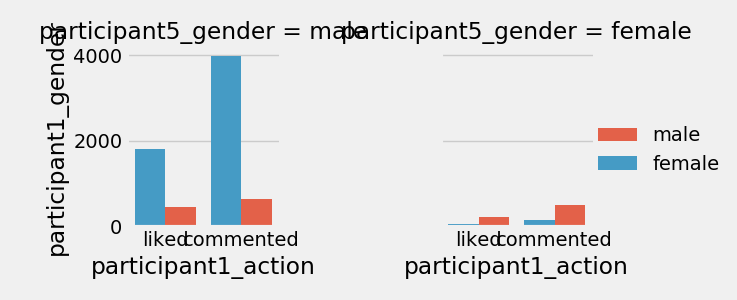 participant5_gender = male
participant5_gender = female
participant1_gender
4000
2000
0
liked
commented
liked
commented
participant1_action
participant1_action
male
female